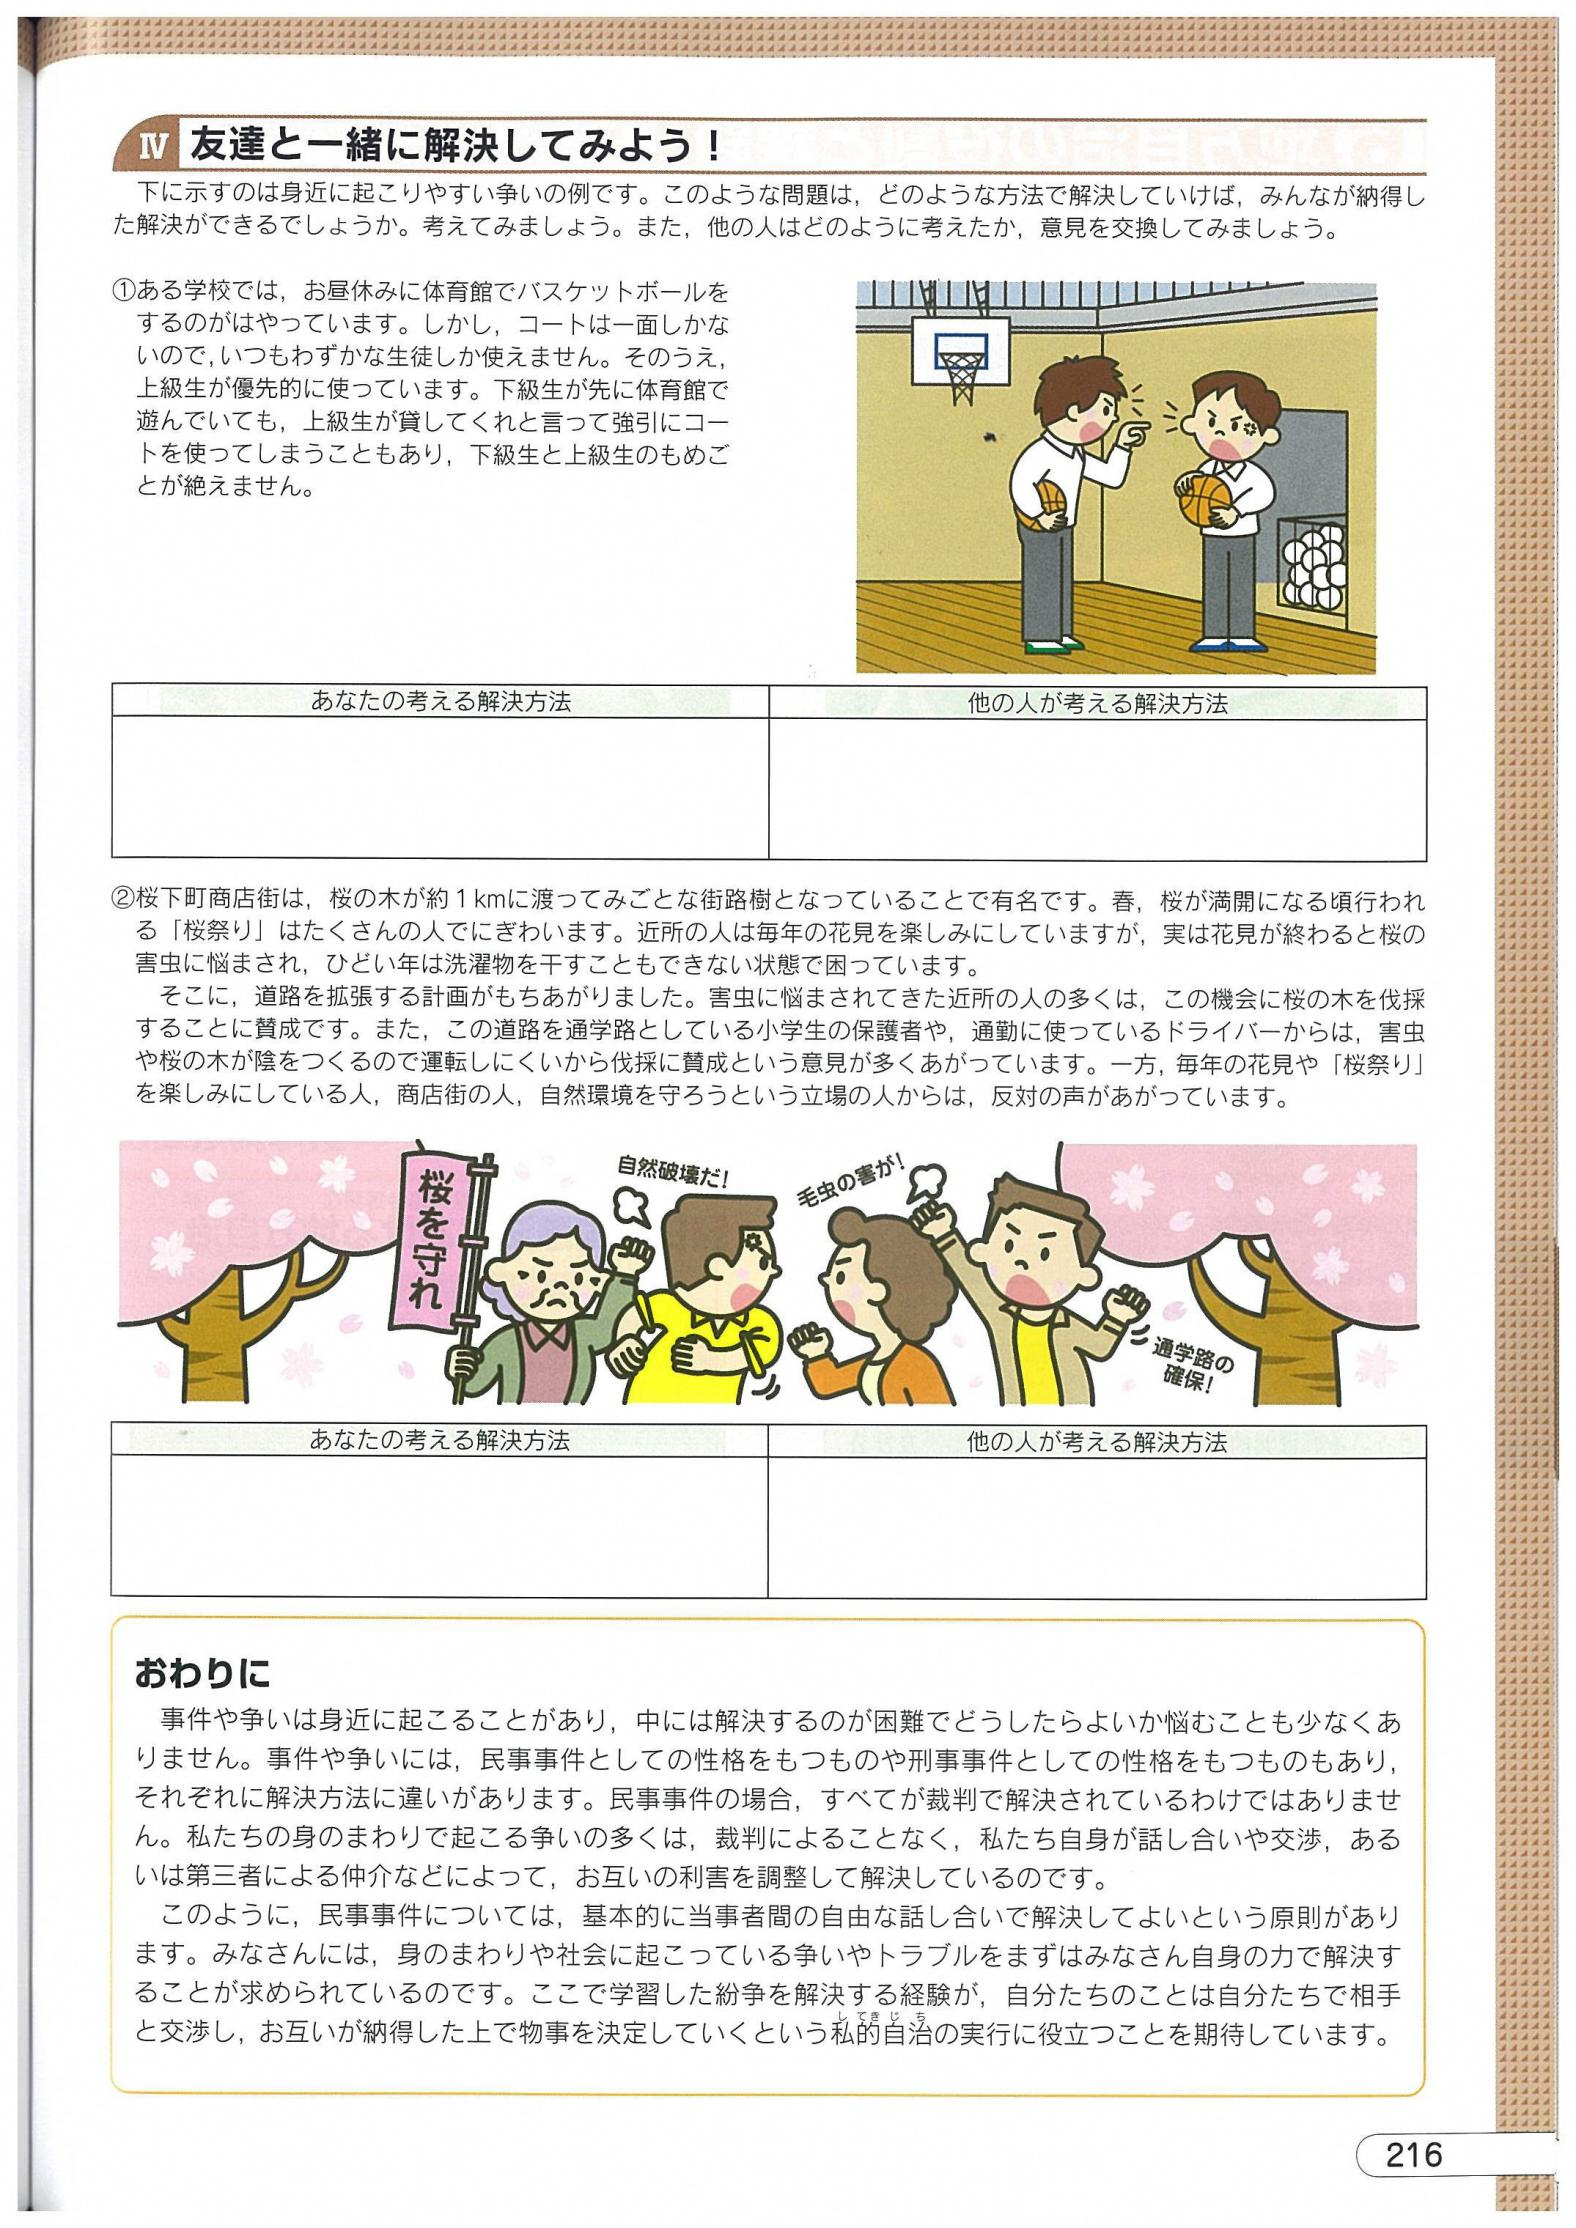 Ⅳ 友達と一緒に解決してみよう！
下に示すのは身近に起こりやすい争いの例です。このような問題は，どのような方法で解決していけば，みんなが納得し
た解決ができるでしょうか。考えてみましょう。また，他の人はどのように考えたか，意見を交換してみましょう。
①ある学校では，お昼休みに体育館でバスケットボールを
するのがはやっています。しかし，コートは一面しかな
いので，いつもわずかな生徒しか使えません。そのうえ，
上級生が優先的に使っています。下級生が先に体育館で
遊んでいても，上級生が貸してくれと言って強引にコー
トを使ってしまうこともあり，下級生と上級生のもめご
とが絶えません。
あなたの考える解決方法
他の人が考える解決方法
②桜下町商店街は，桜の木が約１kmに渡ってみごとな街路樹となっていることで有名です。春，桜が満開になる頃行われ
る「桜祭り」はたくさんの人でにぎわいます。近所の人は毎年の花見を楽しみにしていますが，実は花見が終わると桜の
害虫に悩まされ，ひどい年は洗濯物を干すこともできない状態で困っています。
そこに，道路を拡張する計画がもちあがりました。害虫に悩まされてきた近所の人の多くは，この機会に桜の木を伐採
することに賛成です。また，この道路を通学路としている小学生の保護者や，通勤に使っているドライバーからは，害虫
や桜の木が陰をつくるので運転しにくいから伐採に賛成という意見が多くあがっています。一方，毎年の花見や「桜祭り」
を楽しみにしている人，商店街の人，自然環境を守ろうという立場の人からは，反対の声があがっています。
桜を守れ
自然破壊だ！
毛虫の害が！
通学路の
確保！
あなたの考える解決方法
他の人が考える解決方法
おわりに
事件や争いは身近に起こることがあり，中には解決するのが困難でどうしたらよいか悩むことも少なくあ
りません。事件や争いには，民事事件としての性格をもつものや刑事事件としての性格をもつものもあり，
それぞれに解決方法に違いがあります。民事事件の場合，すべてが裁判で解決されているわけではありませ
ん。私たちの身のまわりで起こる争いの多くは，裁判によることなく，私たち自身が話し合いや交渉，ある
いは第三者による仲介などによって，お互いの利害を調整して解決しているのです。
このように，民事事件については，基本的に当事者間の自由な話し合いで解決してよいという原則があり
ます。みなさんには，身のまわりや社会に起こっている争いやトラブルをまずはみなさん自身の力で解決す
ることが求められているのです。ここで学習した紛争を解決する経験が，自分たちのことは自分たちで相手
してきじち
と交渉し，お互いが納得した上で物事を決定していくという私的自治の実行に役立つことを期待しています。
216